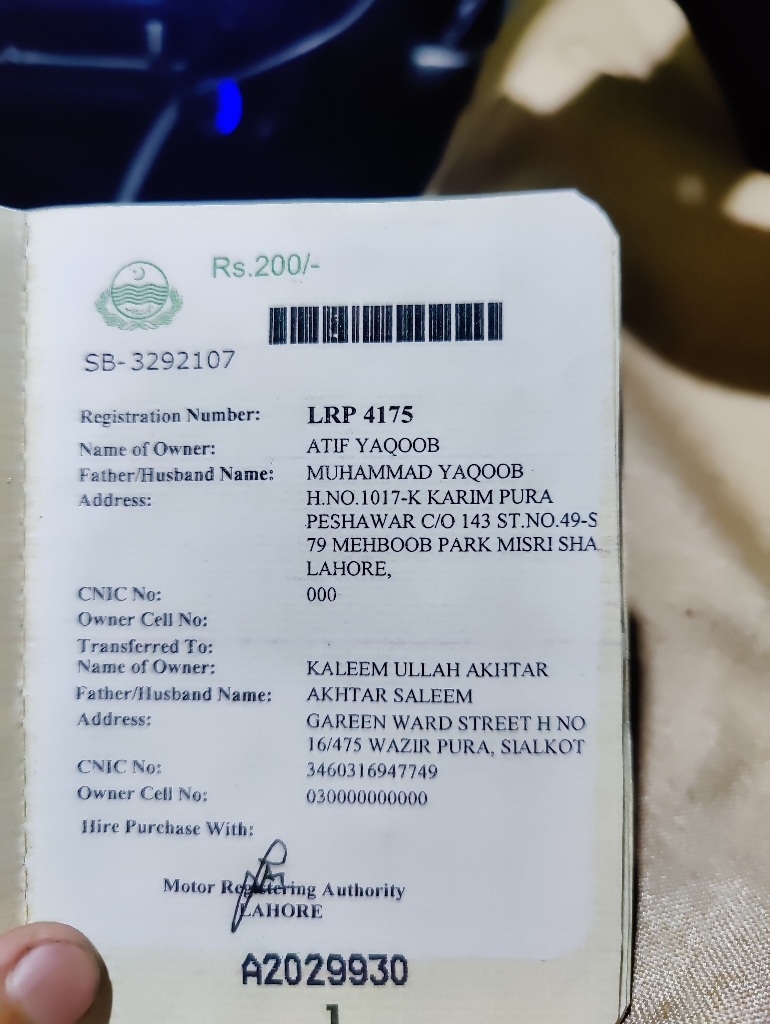 Rs.200/-
SB-3292107
Registration Number: LRP 4175
Name of Owner: ATIF YAQOOB
Father/Husband Name: MUHAMMAD YAQOOB
Address: H.NO.1017-K KARIM PURA
PESHAWAR C/O 143 ST.NO.49-S
79 MEHBOOB PARK MISRI SHA
LAHORE,
CNIC No: 000
Owner Cell No:
Transferred To:
Name of Owner: KALEEM ULLAH AKHTAR
Father/Husband Name: AKHTAR SALEEM
Address: GAREEN WARD STREET H NO
16/475 WAZIR PURA, SIALKOT
CNIC No: 3460316947749
Owner Cell No: 030000000000
Hire Purchase With:
Motor Registering Authority
LAHORE
A2029930
1